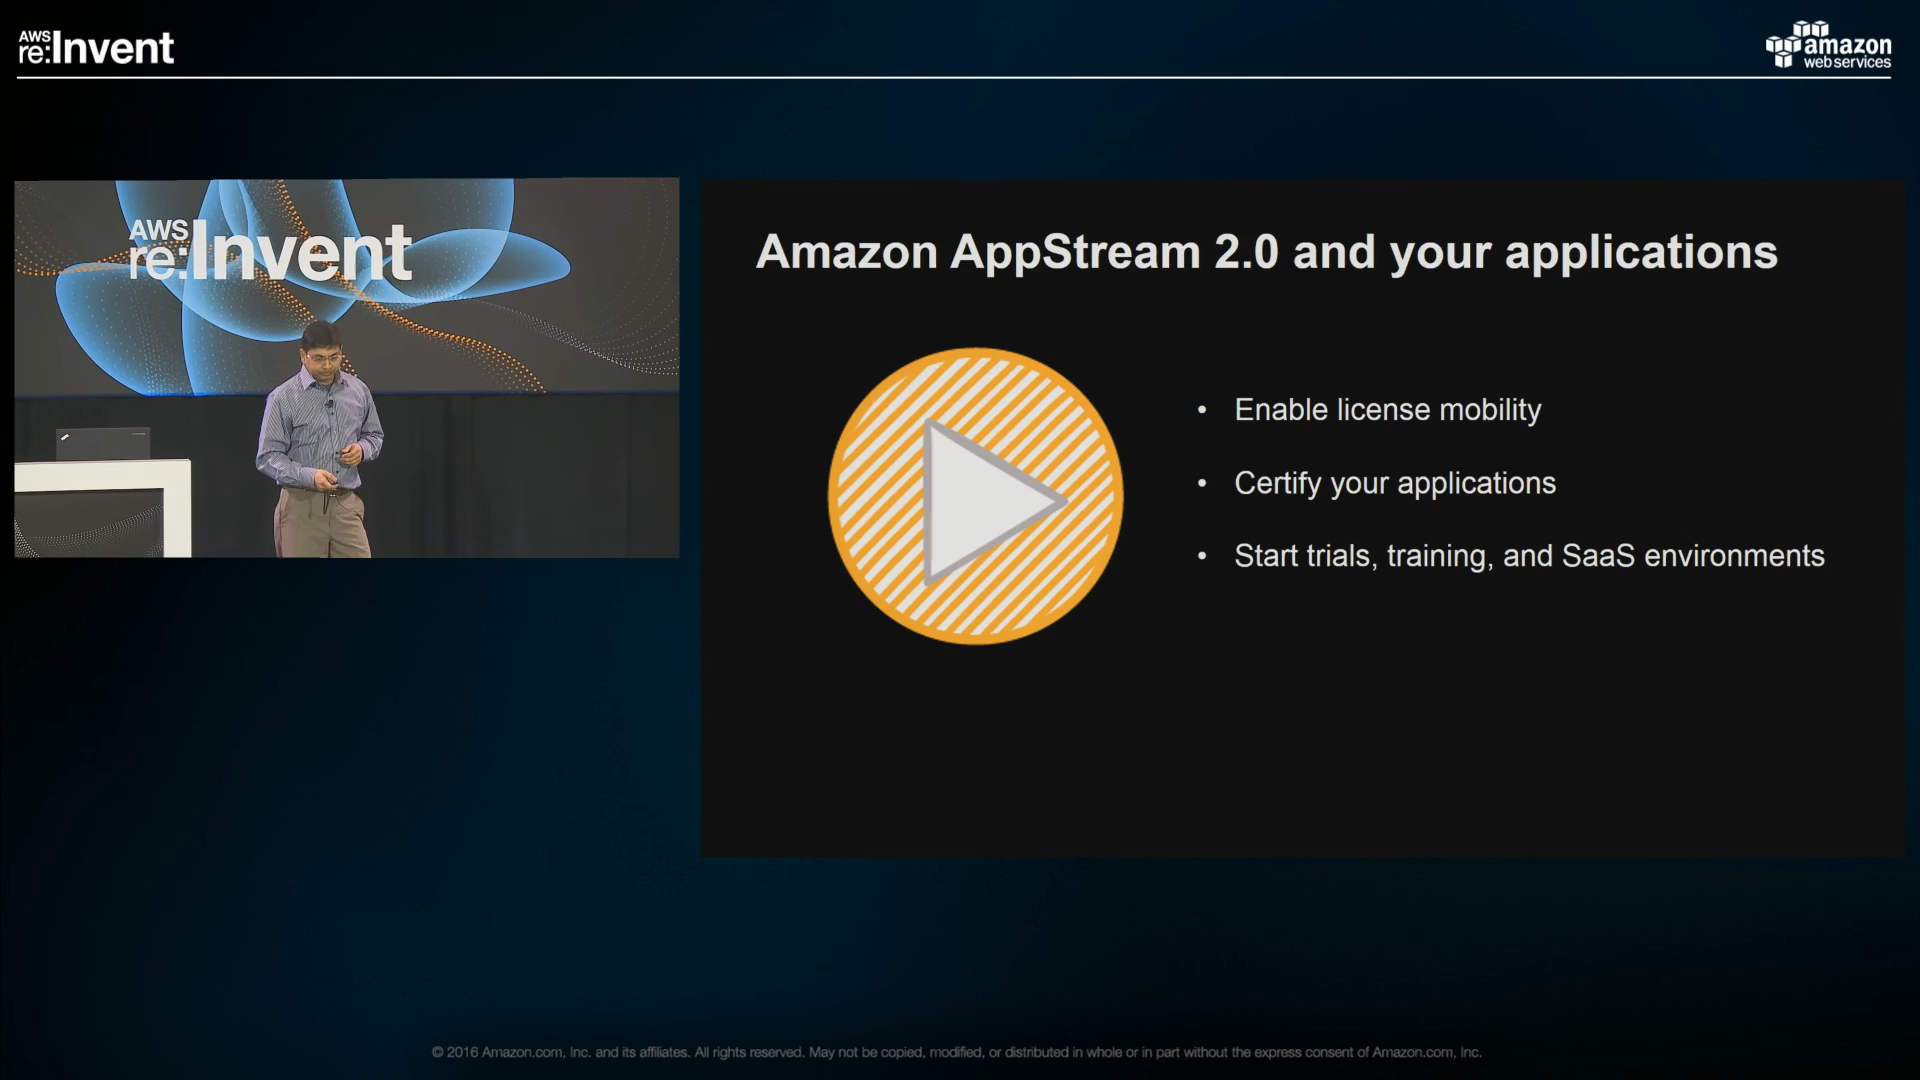 AWS
re:Invent
amazon
web services
AWS
re:Invent
Amazon AppStream 2.0 and your applications
• Enable license mobility
• Certify your applications
• Start trials, training, and SaaS environments
© 2016 Amazon.com, Inc. and its affiliates. All rights reserved. May not be copied, modified, or distributed in whole or in part without the express consent of Amazon.com, Inc.